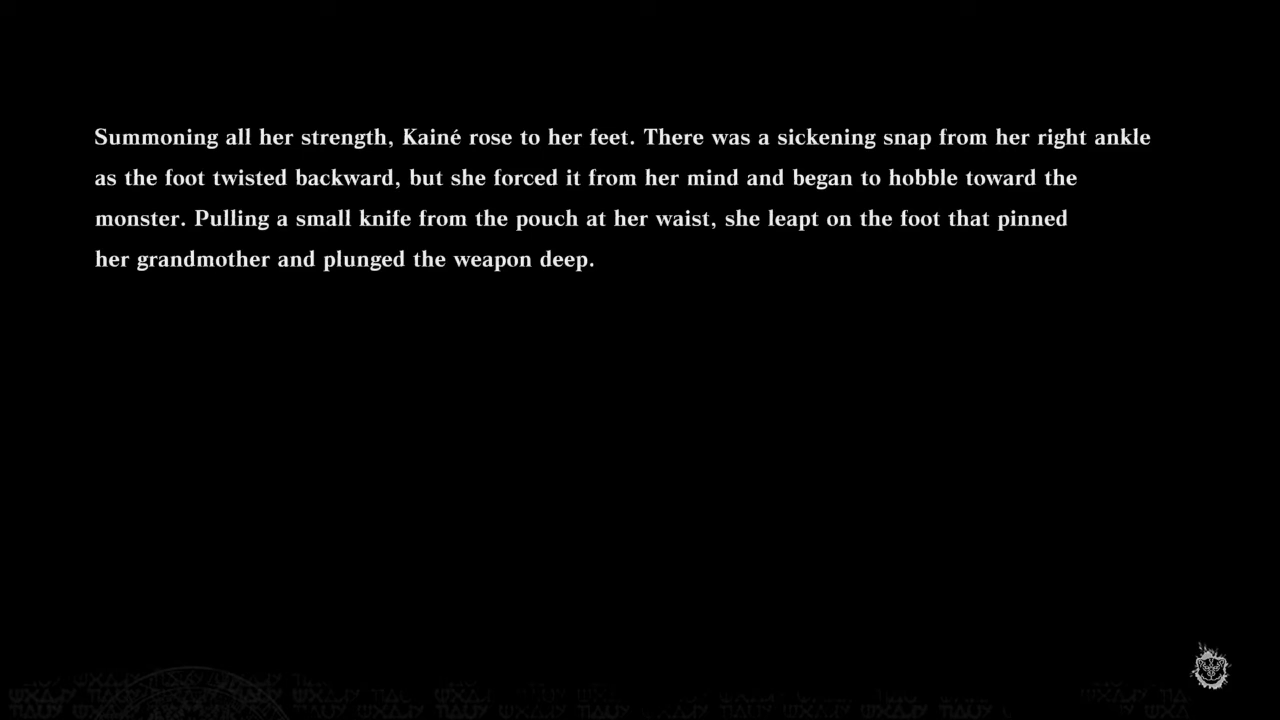 Summoning all her strength, Kainé rose to her feet. There was a sickening snap from her right ankle
as the foot twisted backward, but she forced it from her mind and began to hobble toward the
monster. Pulling a small knife from the pouch at her waist, she leapt on the foot that pinned
her grandmother and plunged the weapon deep.